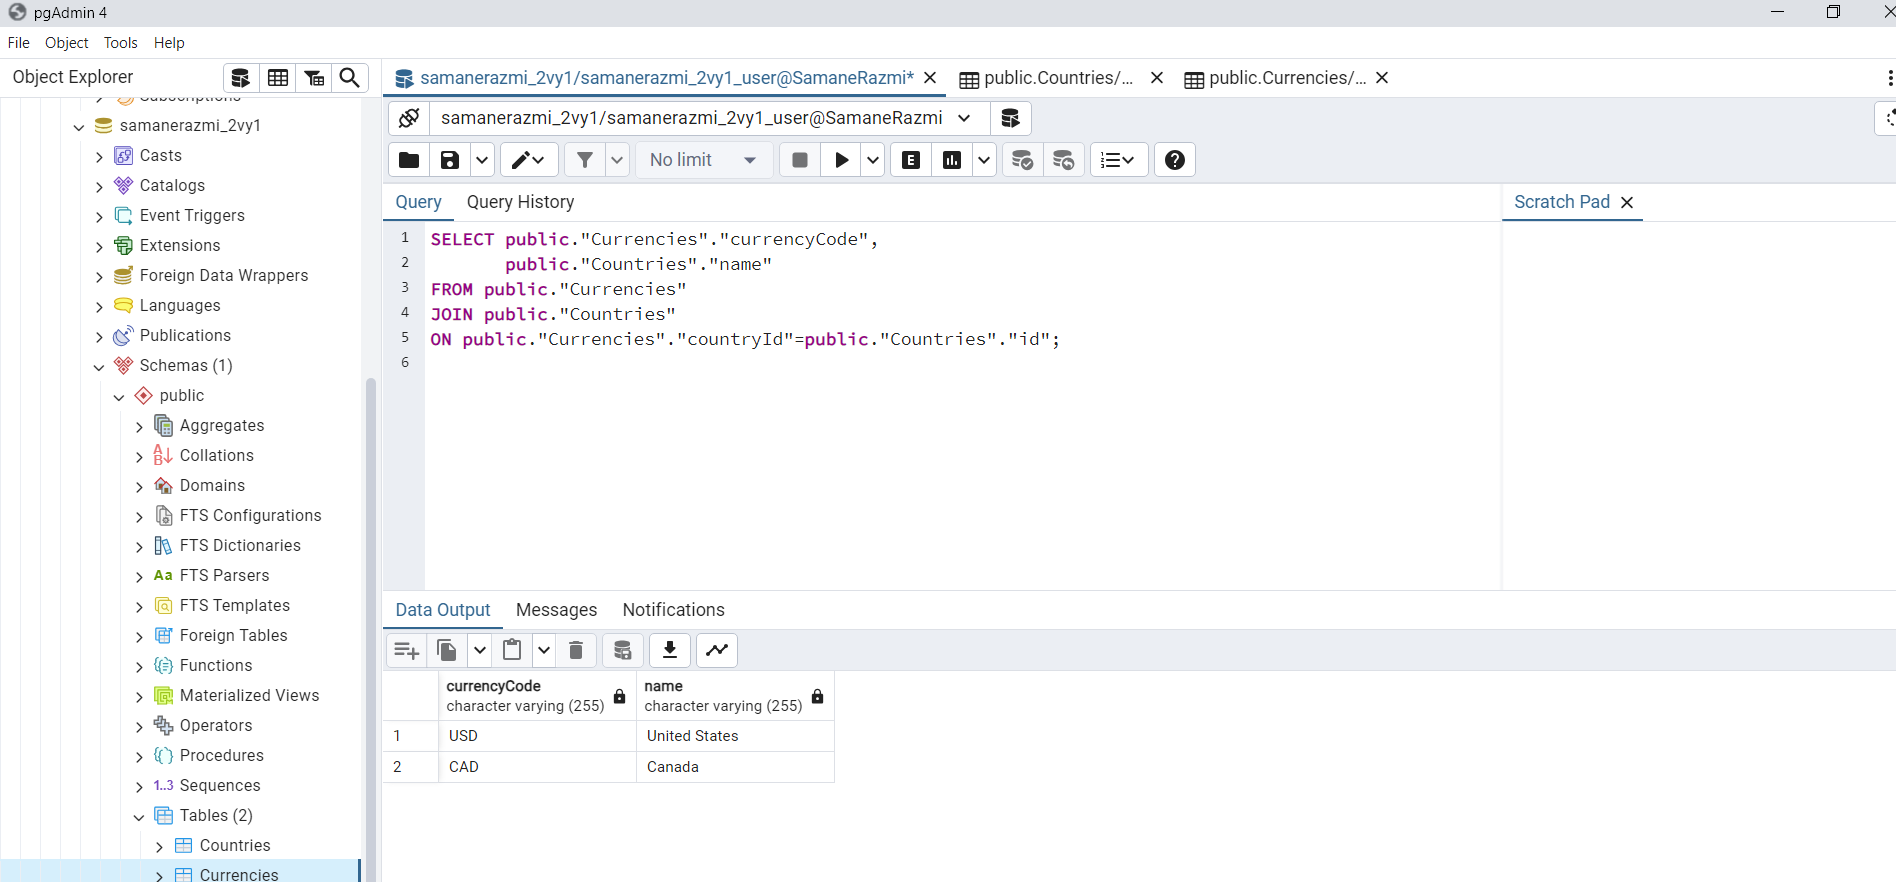 pgAdmin 4
File Object Tools Help
Object Explorer
samanerazmi_2vy1/samanerazmi_2vy1_user@SamaneRazmi*
public.Countries/...
public.Currencies/...
Subscriptions
samanerazmi_2vy1
Casts
Catalogs
Event Triggers
Extensions
Foreign Data Wrappers
Languages
Publications
Schemas (1)
public
Aggregates
Collations
Domains
FTS Configurations
FTS Dictionaries
Aa FTS Parsers
FTS Templates
Foreign Tables
Functions
Materialized Views
Operators
Procedures
1..3 Sequences
Tables (2)
Countries
Currencies
samanerazmi_2vy1/samanerazmi_2vy1_user@SamaneRazmi
No limit
E
Query Query History
Scratch Pad
1 SELECT public."Currencies"."currencyCode",
2 public."Countries"."name"
3 FROM public."Currencies"
4 JOIN public."Countries"
5 ON public."Currencies"."countryId"=public."Countries"."id";
6
Data Output Messages Notifications
currencyCode name
character varying (255) character varying (255)
1 USD United States
2 CAD Canada